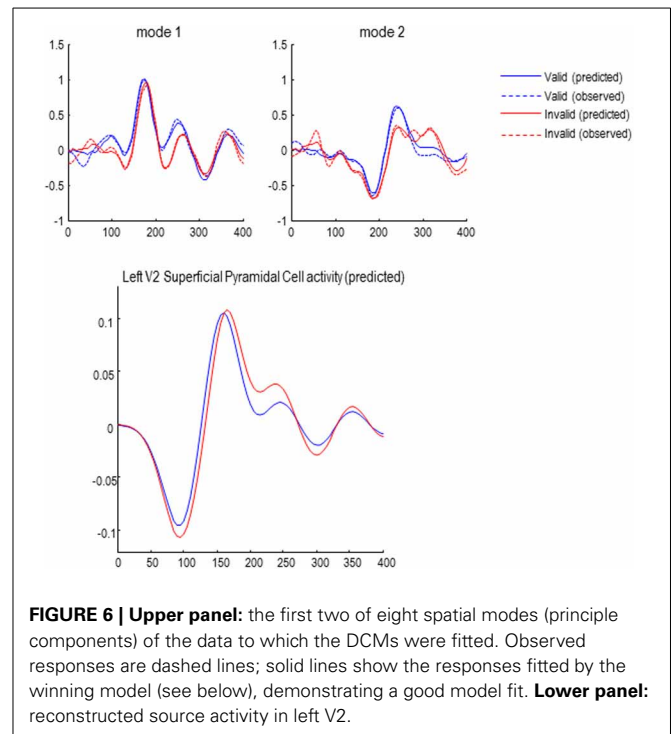 mode 1
mode 2
1.5
1
0.5
0
-0.5
-1
0 100 200 300 400
1.5
1
0.5
0
-0.5
-1
0 100 200 300 400
Valid (predicted)
Valid (observed)
Invalid (predicted)
Invalid (observed)
Left V2 Superficial Pyramidal Cell activity (predicted)
0.1
0.05
0
-0.05
-0.1
0 50 100 150 200 250 300 350 400
FIGURE 6 | Upper panel: the first two of eight spatial modes (principle
components) of the data to which the DCMs were fitted. Observed
responses are dashed lines; solid lines show the responses fitted by the
winning model (see below), demonstrating a good model fit. Lower panel:
reconstructed source activity in left V2.